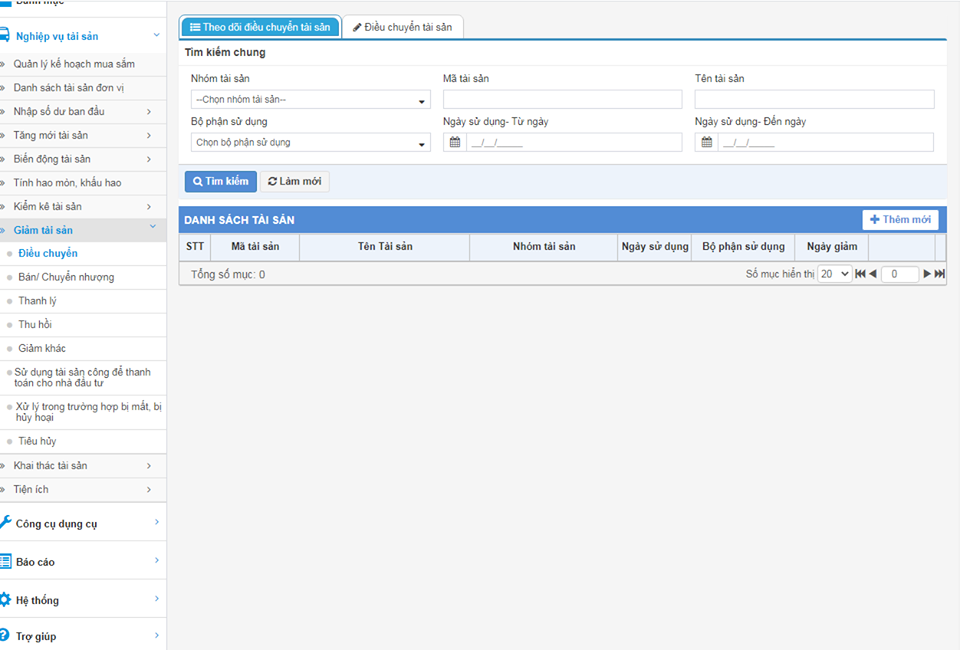 Danh mục
Nghiệp vụ tài sản
Quản lý kế hoạch mua sắm
Danh sách tài sản đơn vị
Nhập số dư ban đầu
Tăng mới tài sản
Biến động tài sản
Tính hao mòn, khấu hao
Kiểm kê tài sản
Giảm tài sản
Điều chuyển
Bán/ Chuyển nhượng
Thanh lý
Thu hồi
Giảm khác
Sử dụng tài sản công để thanh
toán cho nhà đầu tư
Xử lý trong trường hợp bị mất, bị
hủy hoại
Tiêu hủy
Khai thác tài sản
Tiện ích
Công cụ dụng cụ
Báo cáo
Hệ thống
Trợ giúp
Theo dõi điều chuyển tài sản Điều chuyển tài sản
Tìm kiếm chung
Nhóm tài sản Mã tài sản Tên tài sản
--Chọn nhóm tài sản--
Bộ phận sử dụng Ngày sử dụng- Từ ngày Ngày sử dụng- Đến ngày
Chọn bộ phận sử dụng __/__/_____ __/__/_____
Tìm kiếm Làm mới
DANH SÁCH TÀI SẢN Thêm mới
STT Mã tài sản Tên Tài sản Nhóm tài sản Ngày sử dụng Bộ phận sử dụng Ngày giảm
Tổng số mục: 0 Số mục hiển thị 20 0